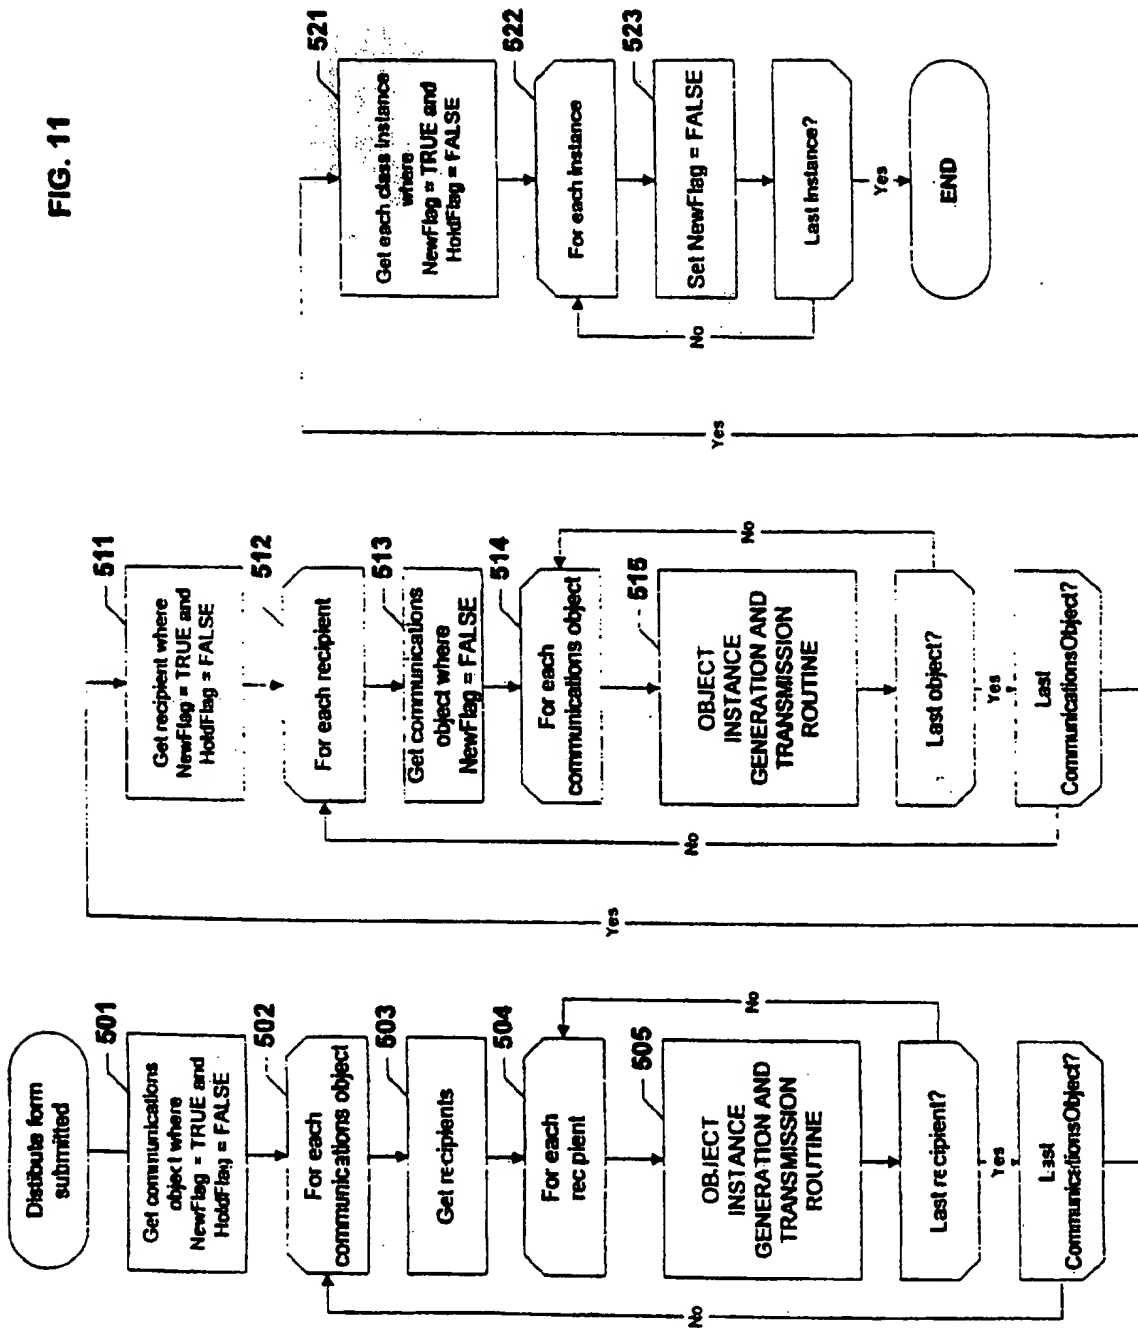 FIG. 11
Distibute form
submitted
501
Get communications
object where
NewFlag = TRUE and
HoldFlag = FALSE
502
For each
communications object
503
Get recipients
504
For each
recipient
505
OBJECT
INSTANCE
GENERATION AND
TRANSMISSION
ROUTINE
Last recipient?
No
Yes
Last
CommunicationsObject?
No
Yes
511
Get recipient where
NewFlag = TRUE and
HoldFlag = FALSE
512
For each recipient
513
Get communications
object where
NewFlag = FALSE
514
For each
communications object
515
OBJECT
INSTANCE
GENERATION AND
TRANSMISSION
ROUTINE
Last object?
No
Yes
Last
CommunicationsObject?
No
Yes
521
Get each class instance
where
NewFlag = TRUE and
HoldFlag = FALSE
522
For each instance
523
Set NewFlag = FALSE
Last instance?
No
Yes
END